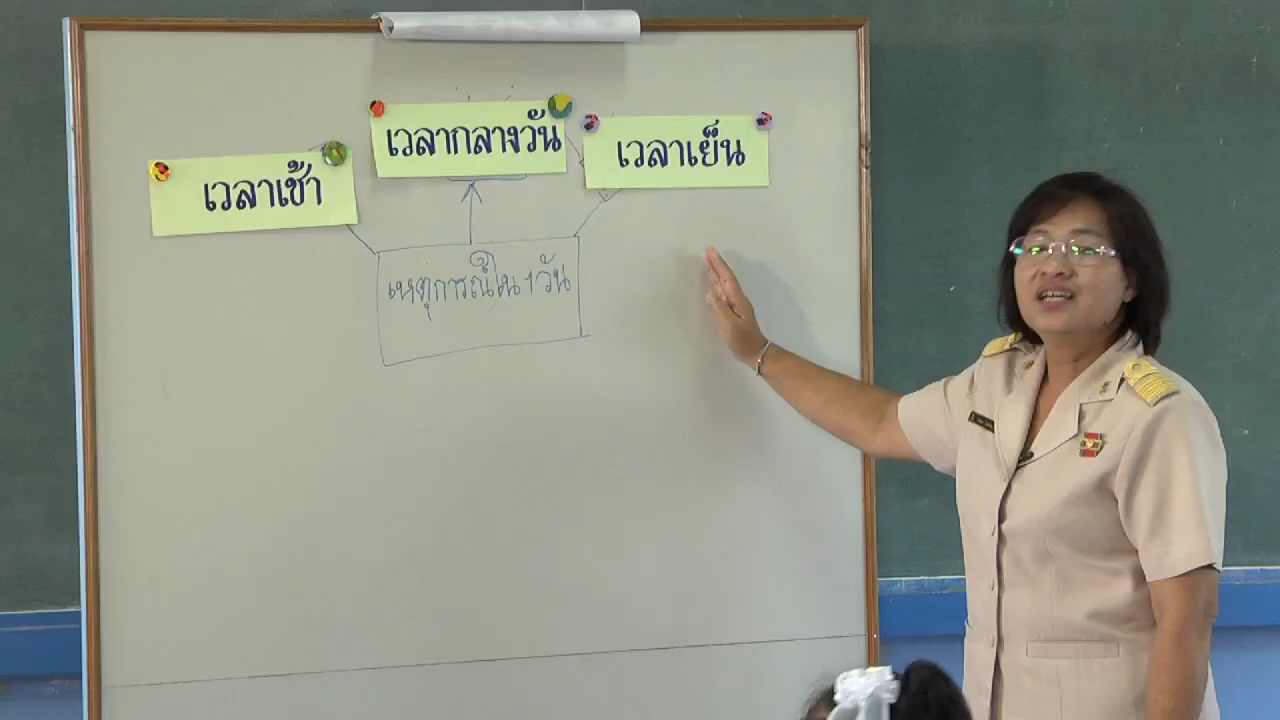 เวลาเช้า
เวลากลางวัน
เวลาเย็น
เหตุการณ์ใน 1 วัน